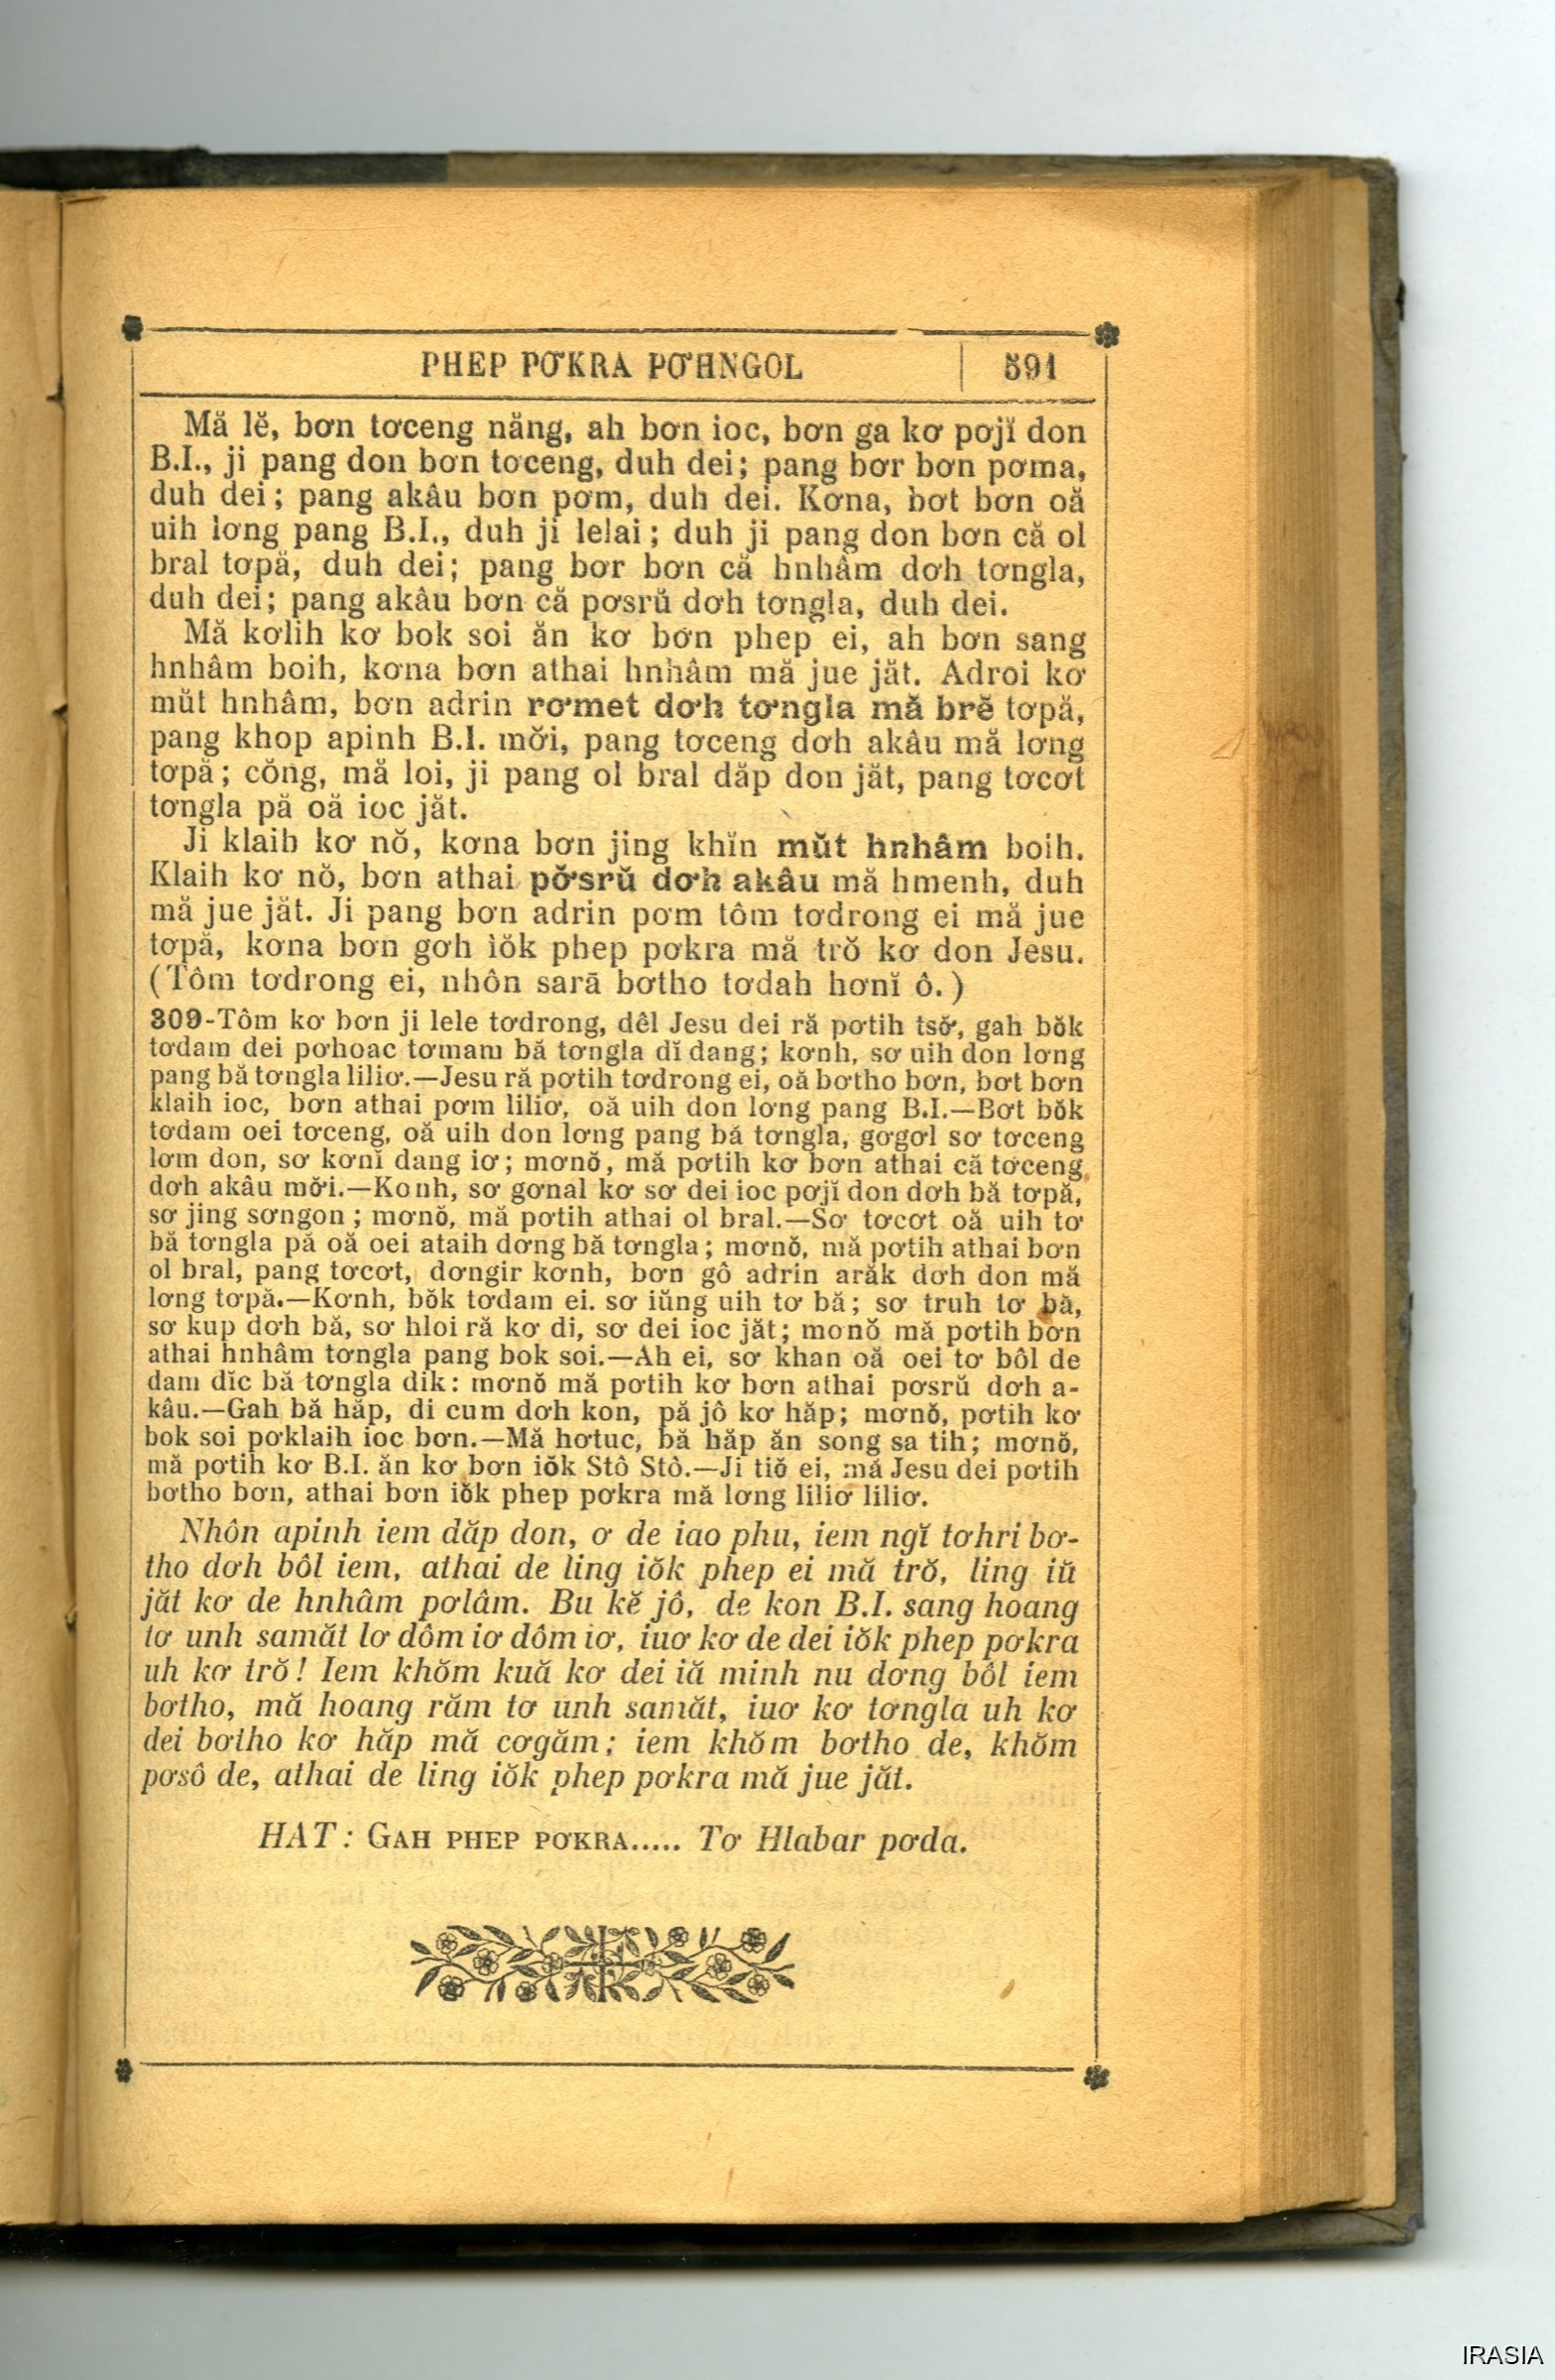 PHEP PƠKRA PƠHNGOL 591
Mă lĕ, bơn tơceng năng, ah bơn ioc, bơn ga kơ pơjĭ don
B.I., ji pang don bơn tơceng, duh dei; pang bơr bơn pơma,
duh dei; pang akâu bơn pơm, duh dei. Kơna, bơt bơn oă
uih lơng pang B.I., duh ji lelai; duh ji pang don bơn că ol
bral tơpă, duh dei; pang bơr bơn că hnhâm dơh tơngla,
duh dei; pang akâu bơn că pơsrŭ dơh tơngla, duh dei.
Mă kơlih kơ bok soi ăn kơ bơn phep ei, ah bơn sang
hnhâm boih, kơna bơn athai hnhâm mă jue jăt. Adroi kơ
mŭt hnhâm, bơn adrin rơmet dơh tơngla mă brĕ tơpă,
pang khop apinh B.I. mơ̆i, pang tơceng dơh akâu mă lơng
tơpă; cŏng, mă loi, ji pang ol bral dăp don jăt, pang tơcơt
tơngla pă oă ioc jăt.
Ji klaih kơ nŏ, kơna bơn jing khĭn mŭt hnhâm boih.
Klaih kơ nŏ, bơn athai pơ̆srŭ dơh akâu mă hmenh, duh
mă jue jăt. Ji pang bơn adrin pơm tôm tơdrong ei mă jue
tơpă, kơna bơn gơh iŏk phep pơkra mă trŏ kơ don Jesu.
(Tôm tơdrong ei, nhôn sară bơtho tơdah hơnĭ ô.)
309-Tôm kơ bơn ji lele tơdrong, dêl Jesu dei ră pơtih tsơ̆, gah bŏk
tơdam dei pơhoac tơmam bă tơngla dĭ dang; kơnh, sơ uih don lơng
pang bă tơngla liliơ.—Jesu ră pơtih tơdrong ei, oă bơtho bơn, bơt bơn
klaih ioc, bơn athai pơm liliơ, oă uih don lơng pang B.I.—Bơt bŏk
tơdam oei tơceng, oă uih don lơng pang bă tơngla, gơgơl sơ tơceng
lơm don, sơ kơnĭ dang iơ; mơnŏ, mă pơtih kơ bơn athai că tơceng
dơh akâu mơ̆i.—Konh, sơ gơnal kơ sơ dei ioc pơjĭ don dơh bă tơpă,
sơ jing sơngon; mơnŏ, mă pơtih athai ol bral.—Sơ tơcơt oă uih tơ
bă tơngla pă oă oei ataih dơng bă tơngla; mơnŏ, mă pơtih athai bơn
ol bral, pang tơcơt, dơngir kơnh, bơn gô adrin arăk dơh don mă
lơng tơpă.—Kơnh, bŏk tơdam ei. sơ iŭng uih tơ bă; sơ truh tơ bă,
sơ kup dơh bă, sơ hloi ră kơ di, sơ dei ioc jăt; monŏ mă pơtih bơn
athai hnhâm tơngla pang bok soi.—Ah ei, sơ khan oă oei tơ bôl de
dam dĭc bă tơngla dik: mơnŏ mă pơtih kơ bơn athai pơsrŭ dơh a-
kâu.—Gah bă hăp, di cum dơh kon, pă jô kơ hăp; mơnŏ, pơtih kơ
bok soi pơklaih ioc bơn.—Mă hơtuc, bă hăp ăn song sa tih; mơnŏ,
mă pơtih kơ B.I. ăn kơ bơn iŏk Stô Stô.—Ji tiŏ ei, mă Jesu dei pơtih
bơtho bơn, athai bơn iŏk phep pơkra mă lơng liliơ liliơ.
Nhôn apinh iem dăp don, ơ de iao phu, iem ngĭ tơhri bơ-
tho dơh bôl iem, athai de ling iŏk phep ei mă trŏ, ling iŭ
jăt kơ de hnhâm pơlâm. Bu kĕ jô, de kon B.I. sang hoang
tơ unh samăt lơ dôm iơ dôm iơ, iuơ kơ de dei iŏk phep pơkra
uh kơ trŏ! Iem khŏm kuă kơ dei iă minh nu dơng bôl iem
bơtho, mă hoang răm tơ unh samăt, iuơ kơ tơngla uh kơ
dei bơtho kơ hăp mă cơgăm; iem khŏm bơtho de, khŏm
pơsô de, athai de ling iŏk phep pơkra mă jue jăt.
HAT: GAH PHEP PƠKRA..... Tơ Hlabar pơda.
IRASIA